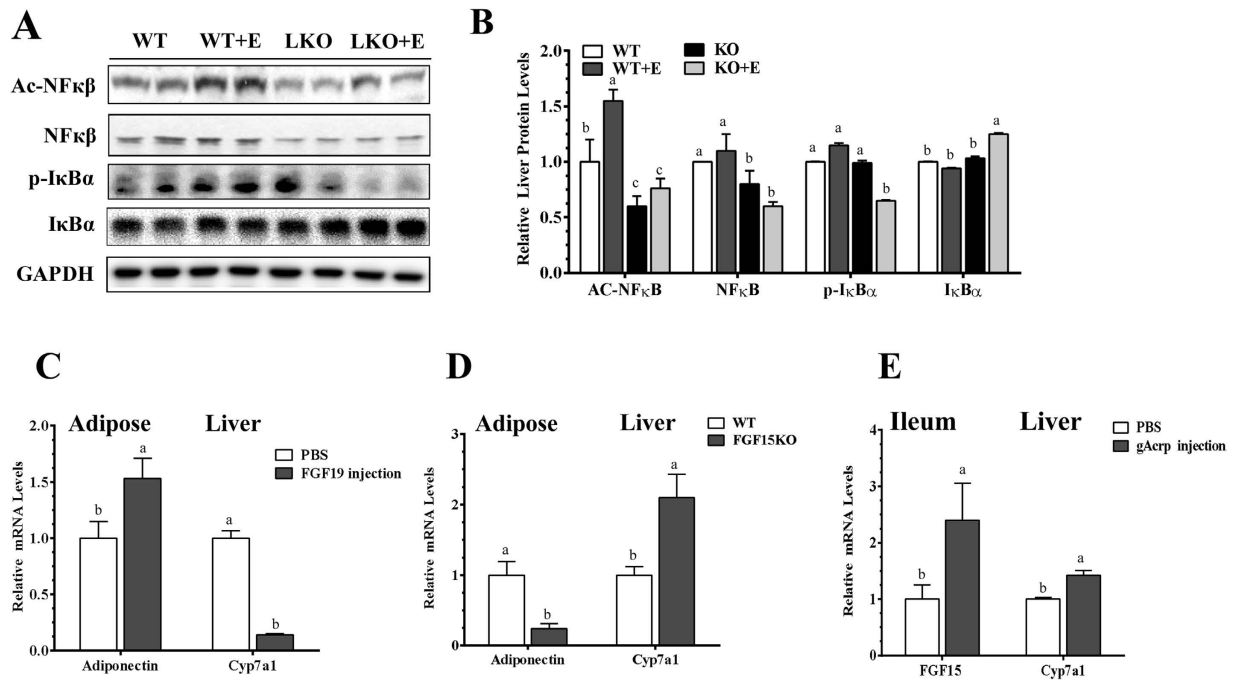 A
WT WT+E LKO LKO+E
Ac-NFκβ
NFκβ
p-IκBα
IκBα
GAPDH
B
WT
WT+E
KO
KO+E
Relative Liver Protein Levels
2.0
1.5
1.0
0.5
0.0
b a c c
a a b b
a a a b
b b b a
AC-NFκB NFκB p-IκBα IκBα
C
Adipose Liver
PBS
FGF19 injection
Relative mRNA Levels
2.0
1.5
1.0
0.5
0.0
b a a b
Adiponectin Cyp7a1
D
Adipose Liver
WT
FGF15KO
Relative mRNA Levels
3
2
1
0
a b b a
Adiponectin Cyp7a1
E
Ileum Liver
PBS
gAcrp injection
Relative mRNA Levels
4
3
2
1
0
b a b a
FGF15 Cyp7a1